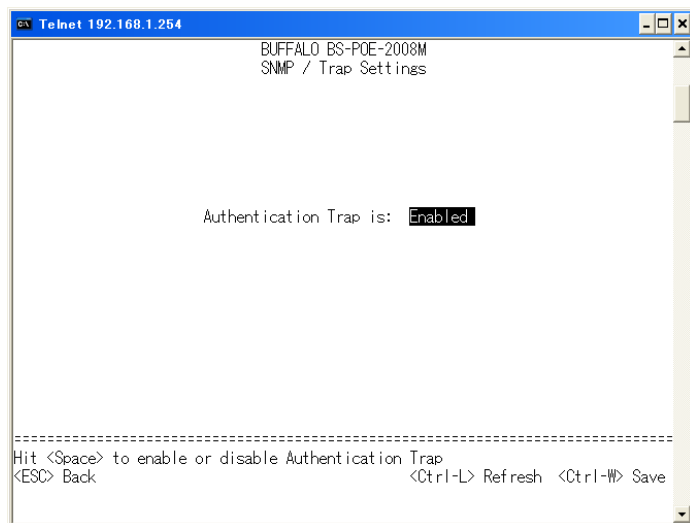 Telnet 192.168.1.254
BUFFALO BS-POE-2008M
SNMP / Trap Settings
Authentication Trap is: Enabled
========================================================================
Hit <Space> to enable or disable Authentication Trap
<ESC> Back <Ctrl-L> Refresh <Ctrl-W> Save